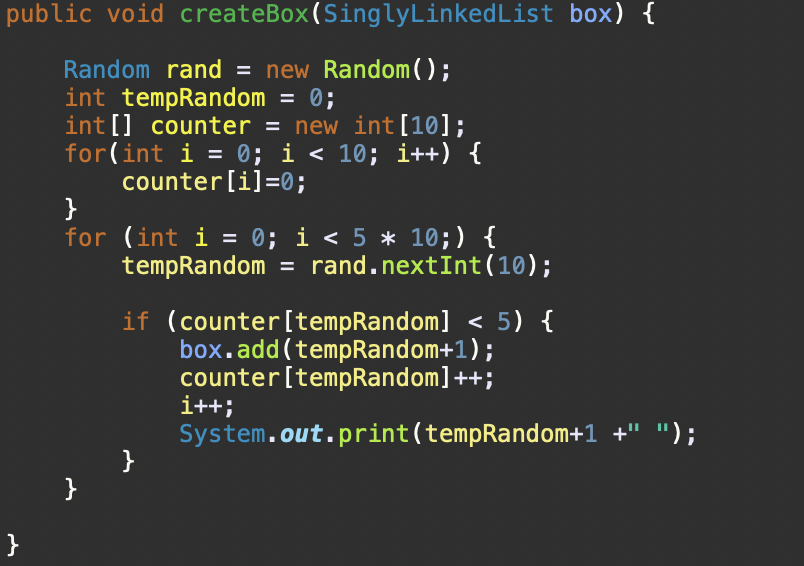 public void createBox(SinglyLinkedList box) {
Random rand = new Random();
int tempRandom = 0;
int[] counter = new int[10];
for(int i = 0; i < 10; i++) {
counter[i]=0;
}
for (int i = 0; i < 5 * 10;) {
tempRandom = rand.nextInt(10);
if (counter[tempRandom] < 5) {
box.add(tempRandom+1);
counter[tempRandom]++;
i++;
System.out.print(tempRandom+1 +" ");
}
}
}